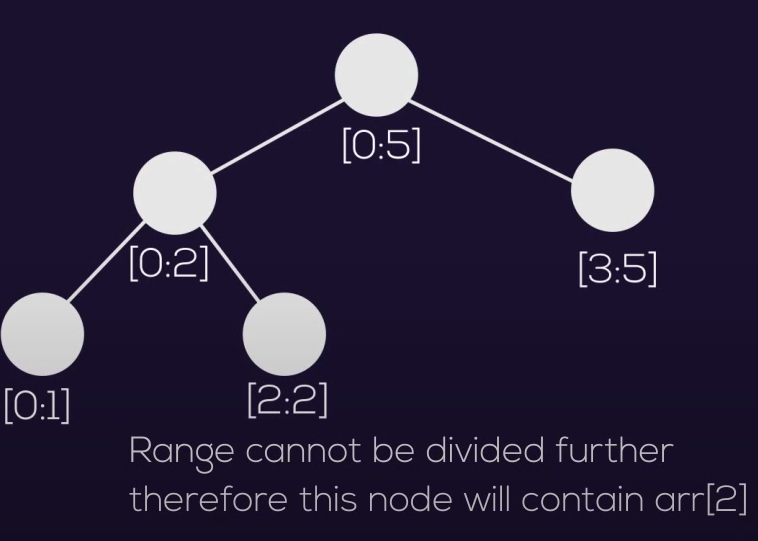 [0:5]
[0:2]
[3:5]
[0:1]
[2:2]
Range cannot be divided further
therefore this node will contain arr[2]